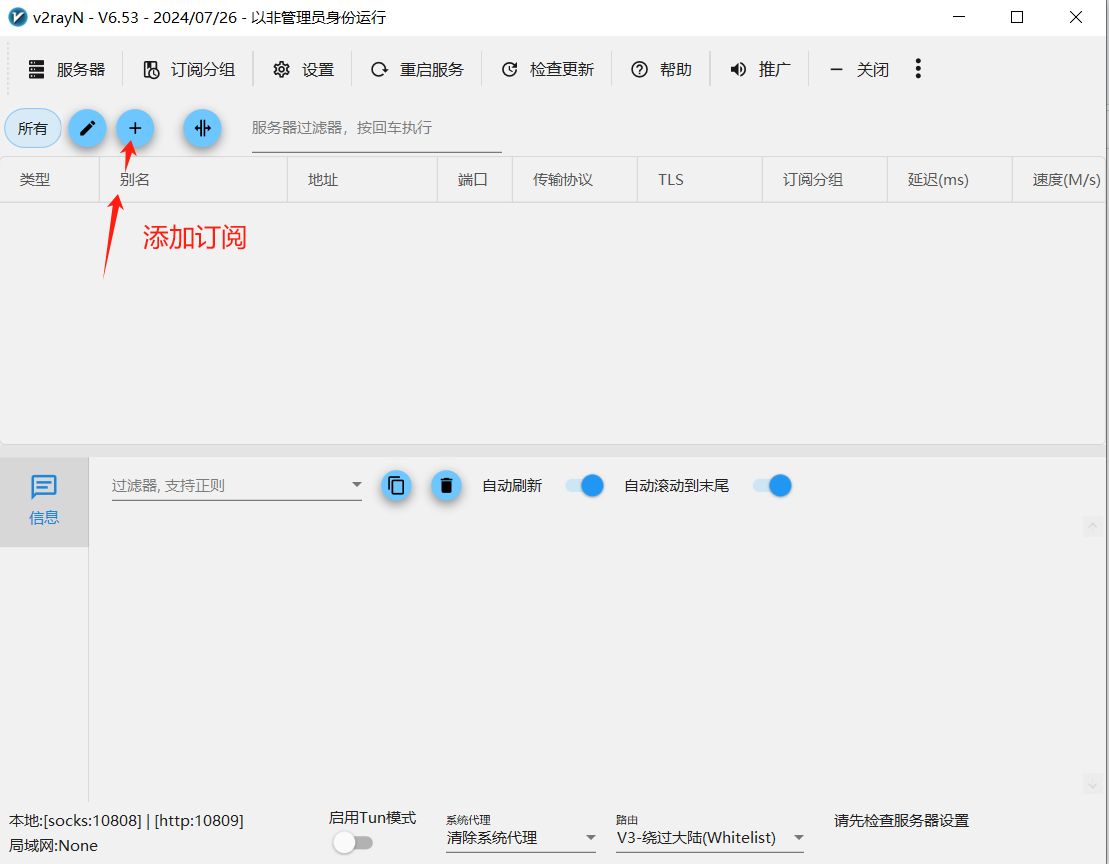 v2rayN - V6.53 - 2024/07/26 - 以非管理员身份运行
服务器 订阅分组 设置 重启服务 检查更新 帮助 推广 关闭
所有 服务器过滤器，按回车执行
类型 别名 地址 端口 传输协议 TLS 订阅分组 延迟(ms) 速度(M/s)
添加订阅
过滤器, 支持正则 自动刷新 自动滚动到末尾
信息
本地:[socks:10808] | [http:10809] 启用Tun模式 系统代理 路由 请先检查服务器设置
局域网:None 清除系统代理 V3-绕过大陆(Whitelist)